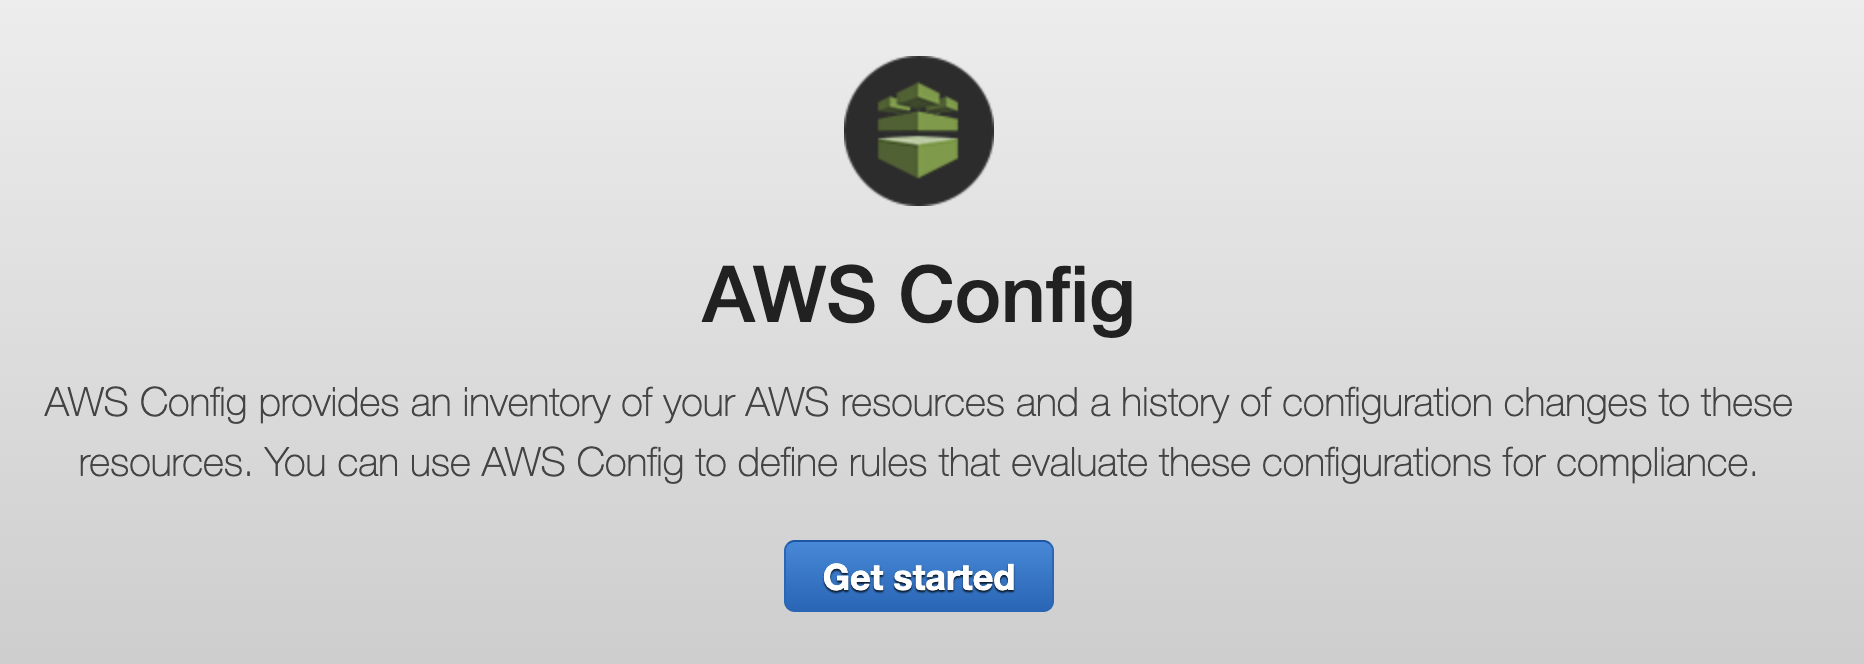 AWS Config
AWS Config provides an inventory of your AWS resources and a history of configuration changes to these
resources. You can use AWS Config to define rules that evaluate these configurations for compliance.
Get started